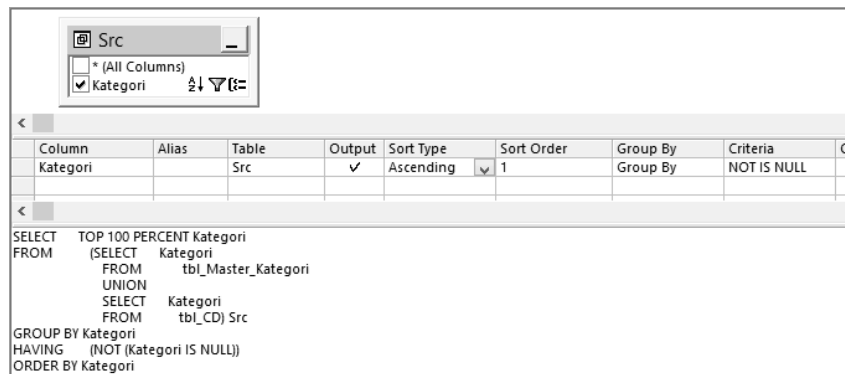 Src
* (All Columns)
Kategori
Column Alias Table Output Sort Type Sort Order Group By Criteria
Kategori Src Ascending 1 Group By NOT IS NULL
SELECT TOP 100 PERCENT Kategori
FROM (SELECT Kategori
FROM tbl_Master_Kategori
UNION
SELECT Kategori
FROM tbl_CD) Src
GROUP BY Kategori
HAVING (NOT (Kategori IS NULL))
ORDER BY Kategori